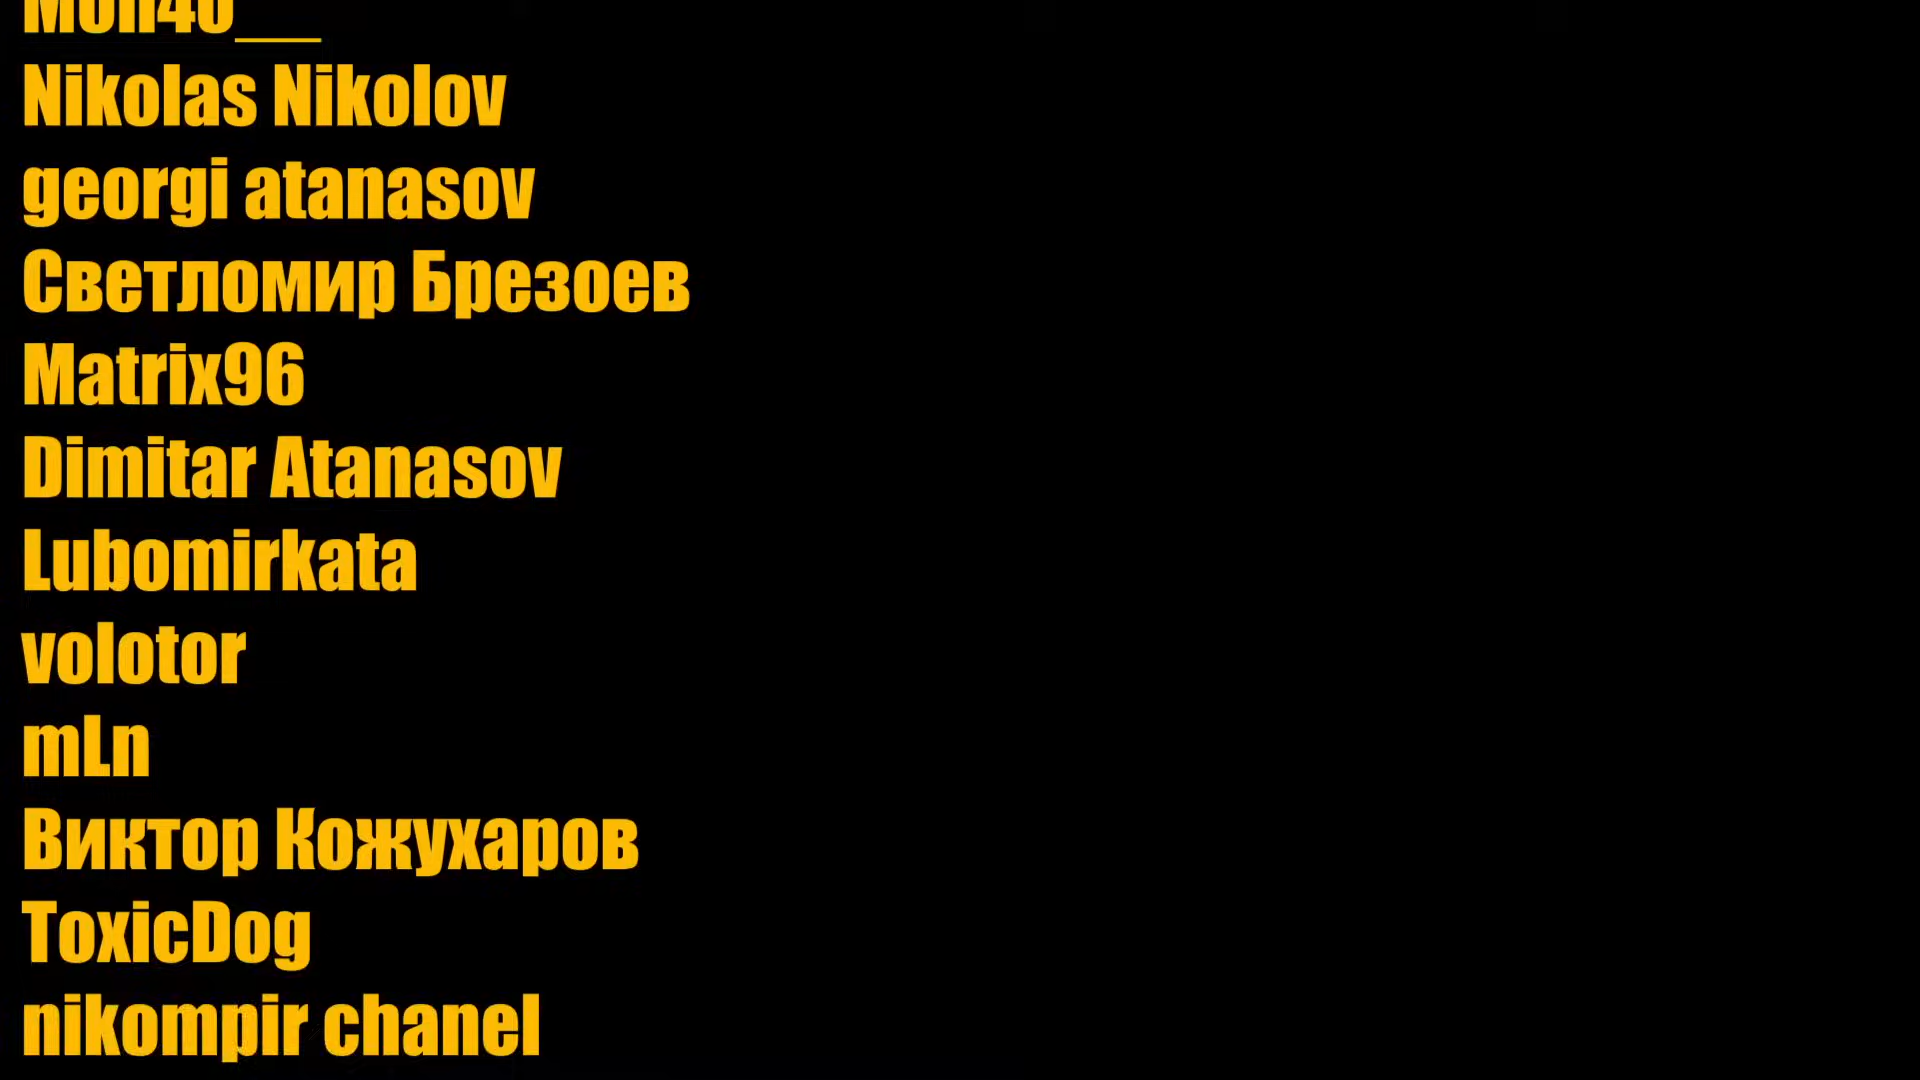 Nikolas Nikolov
georgi atanasov
Светломир Брезоев
Matrix96
Dimitar Atanasov
Lubomirkata
volotor
mLn
Виктор Кожухаров
ToxicDog
nikompir chanel